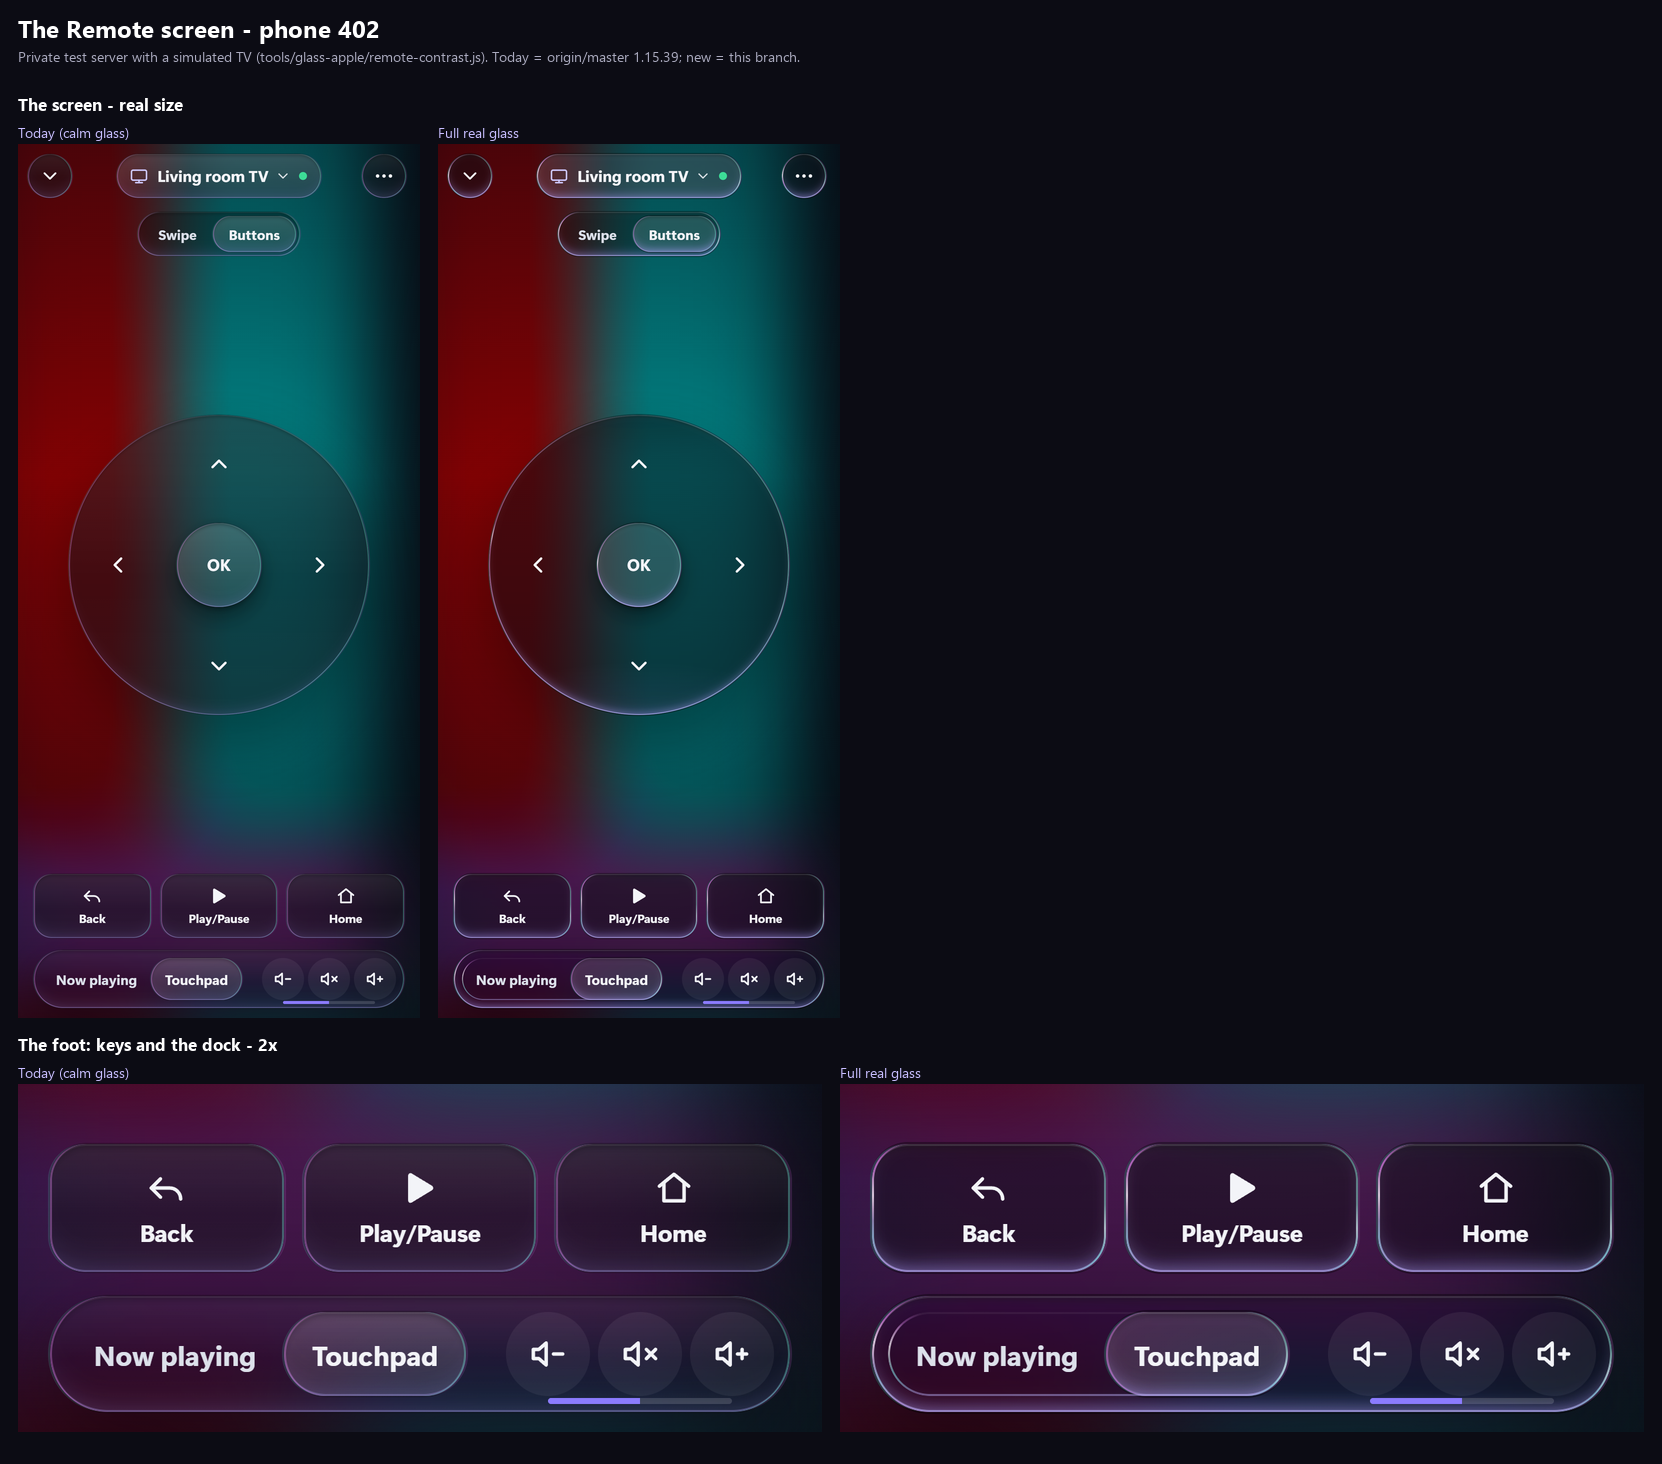 The Remote screen - phone 402
Private test server with a simulated TV (tools/glass-apple/remote-contrast.js). Today = origin/master 1.15.39; new = this branch.
The screen - real size
Today (calm glass)
Full real glass
Living room TV
Living room TV
Swipe
Buttons
Swipe
Buttons
OK
OK
Back
Play/Pause
Home
Back
Play/Pause
Home
Now playing
Touchpad
Now playing
Touchpad
The foot: keys and the dock - 2x
Today (calm glass)
Full real glass
Back
Play/Pause
Home
Back
Play/Pause
Home
Now playing
Touchpad
Now playing
Touchpad